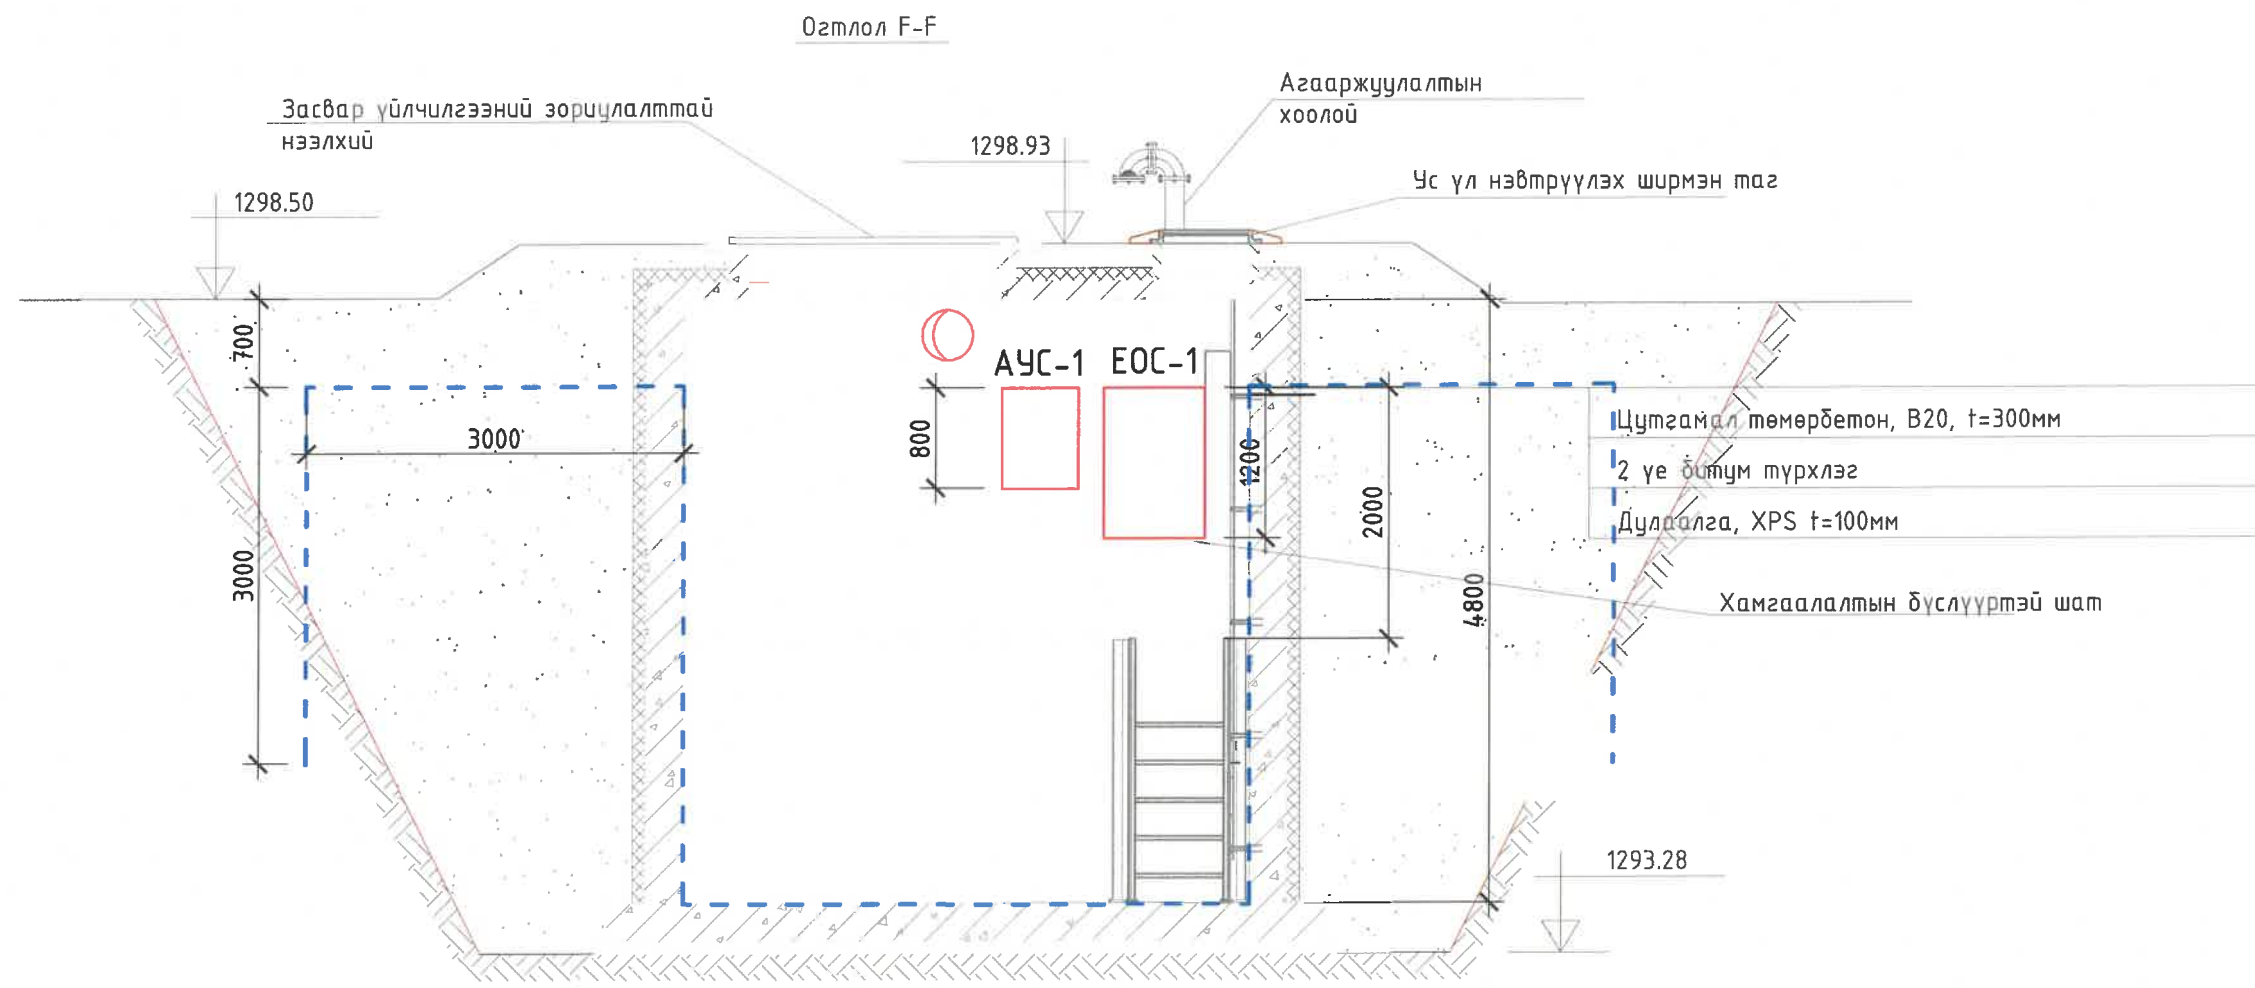 Огтлол F-F
Агааржуулалтын
хоолой
Засвар үйлчилгээний зориулалттай
нээлхий
1298.93
Ус үл нэвтрүүлэх ширмэн таг
1298.50
700
АУС-1
ЕОС-1
3000
800
1200
2000
Цутгамал төмөрбетон, B20, t=300мм
2 үе битум түрхлэг
Дулаалга, XPS t=100мм
3000
4800
Хамгаалалтын бүслүүртэй шат
1293.28